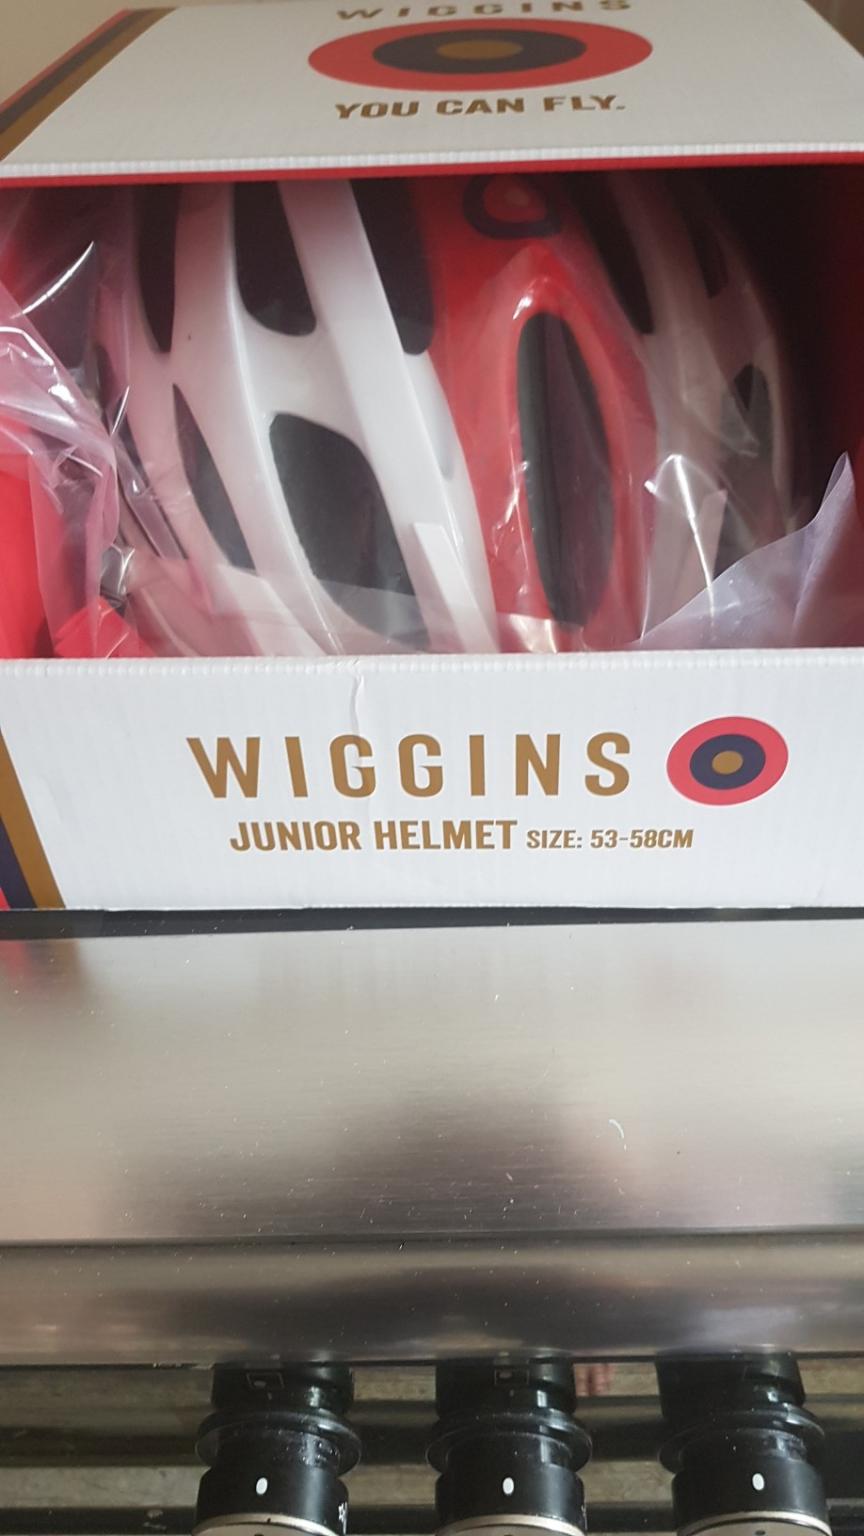 WIGGINS
YOU CAN FLY.
WIGGINS
JUNIOR HELMET SIZE: 53-58CM